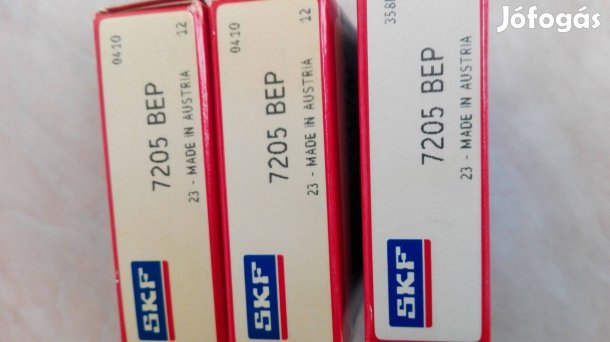 Jófogás
0410 12
7205 BEP
23 - MADE IN AUSTRIA
SKF
0410 12
7205 BEP
23 - MADE IN AUSTRIA
SKF
7205 BEP
23 - MADE IN AUSTRIA
SKF